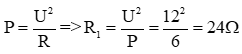 P = U²/R => R₁ = U²/P = 12²/6 = 24Ω